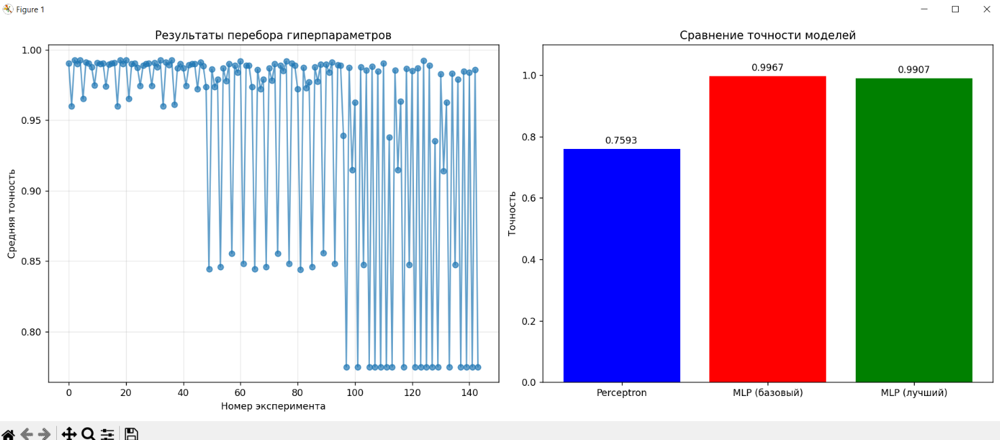 Figure 1
Результаты перебора гиперпараметров
1.00
0.95
0.90
0.85
0.80
Средняя точность
0 20 40 60 80 100 120 140
Номер эксперимента
Сравнение точности моделей
1.0
0.8
0.6
0.4
0.2
0.0
Точность
0.7593 0.9967 0.9907
Perceptron MLP (базовый) MLP (лучший)